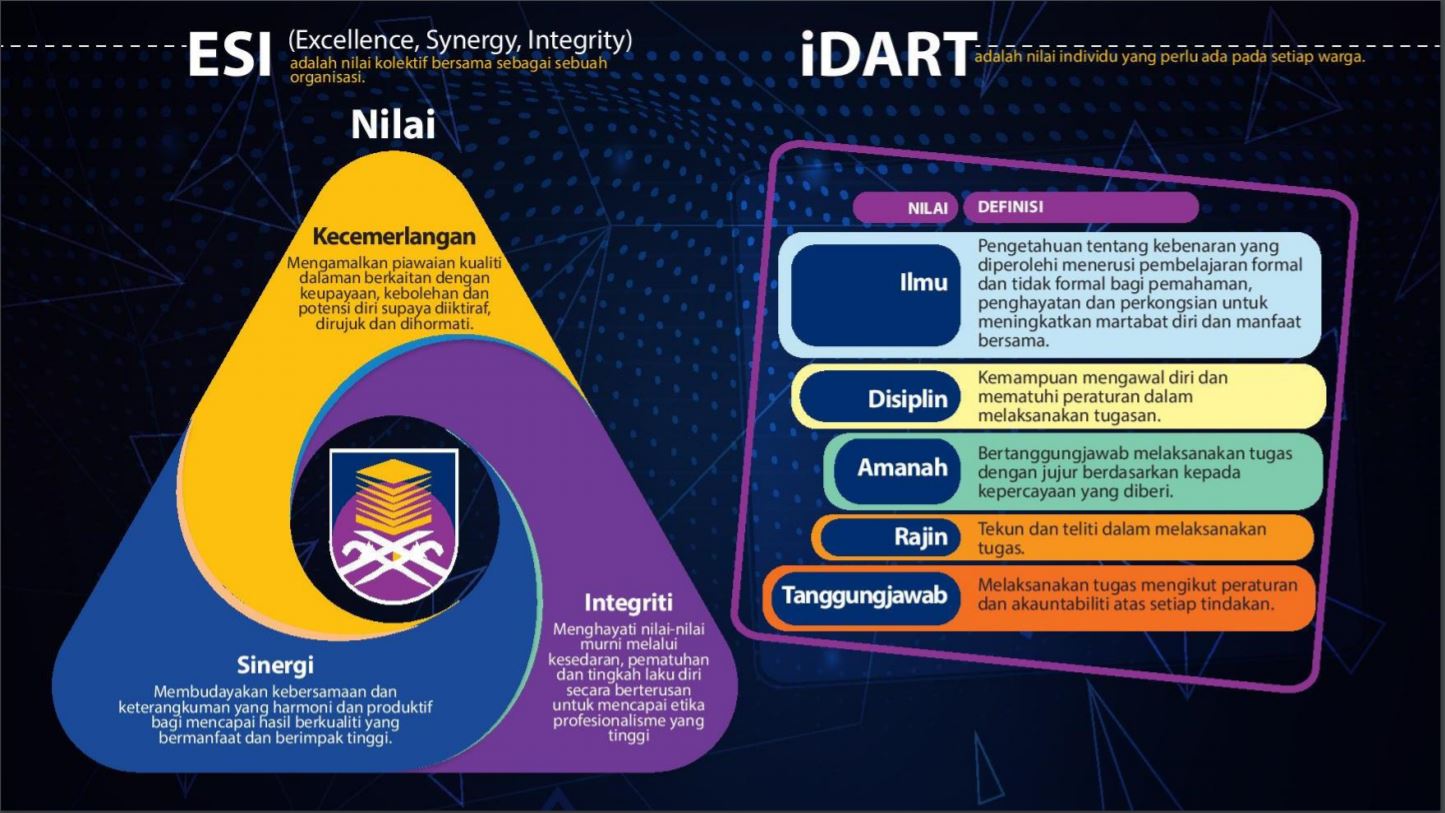 ESI (Excellence, Synergy, Integrity)
adalah nilai kolektif bersama sebagai sebuah
organisasi.
Nilai
Kecemerlangan
Mengamalkan piawaian kualiti
dalaman berkaitan dengan
keupayaan, kebolehan dan
potensi diri supaya diiktiraf,
dirujuk dan dihormati.
Sinergi
Membudayakan kebersamaan dan
keterangkuman yang harmoni dan produktif
bagi mencapai hasil berkualiti yang
bermanfaat dan berimpak tinggi.
Integriti
Menghayati nilai-nilai
murni melalui
kesedaran, pematuhan
dan tingkah laku diri
secara berterusan
untuk mencapai etika
profesionalisme yang
tinggi
iDART adalah nilai individu yang perlu ada pada setiap warga.
NILAI DEFINISI
Ilmu
Pengetahuan tentang kebenaran yang
diperolehi menerusi pembelajaran formal
dan tidak formal bagi pemahaman,
penghayatan dan perkongsian untuk
meningkatkan martabat diri dan manfaat
bersama.
Disiplin
Kemampuan mengawal diri dan
mematuhi peraturan dalam
melaksanakan tugasan.
Amanah
Bertanggungjawab melaksanakan tugas
dengan jujur berdasarkan kepada
kepercayaan yang diberi.
Rajin
Tekun dan teliti dalam melaksanakan
tugas.
Tanggungjawab
Melaksanakan tugas mengikut peraturan
dan akauntabiliti atas setiap tindakan.